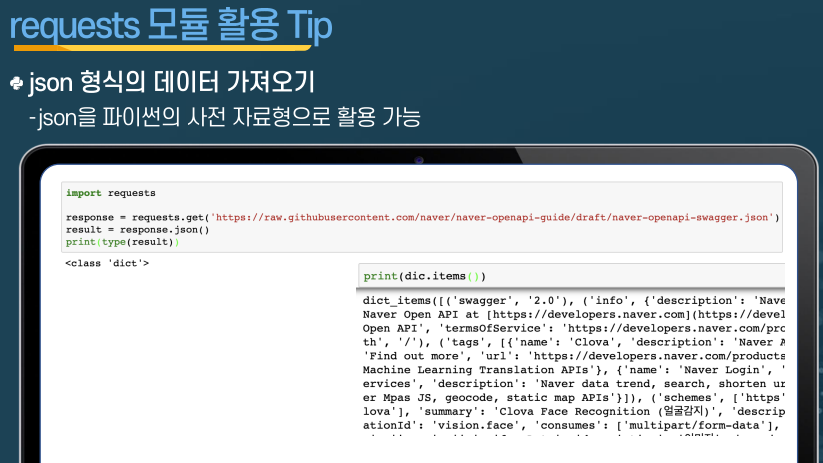 requests 모듈 활용 Tip
json 형식의 데이터 가져오기
-json을 파이썬의 사전 자료형으로 활용 가능
import requests
response = requests.get('https://raw.githubusercontent.com/naver/naver-openapi-guide/draft/naver-openapi-swagger.json')
result = response.json()
print(type(result))
<class 'dict'>
print(dic.items())
dict_items([('swagger', '2.0'), ('info', {'description': 'Nave
Naver Open API at [https://developers.naver.com](https://devel
Open API', 'termsOfService': 'https://developers.naver.com/pro
th', '/'), ('tags', [{'name': 'Clova', 'description': 'Naver A
'Find out more', 'url': 'https://developers.naver.com/products
Machine Learning Translation APIs'}, {'name': 'Naver Login', '
ervices', 'description': 'Naver data trend, search, shorten ur
er Mpas JS, geocode, static map APIs'}]), ('schemes', ['https'
lova'], 'summary': 'Clova Face Recognition (얼굴감지)', 'descrip
ationId': 'vision.face', 'consumes': ['multipart/form-data'],